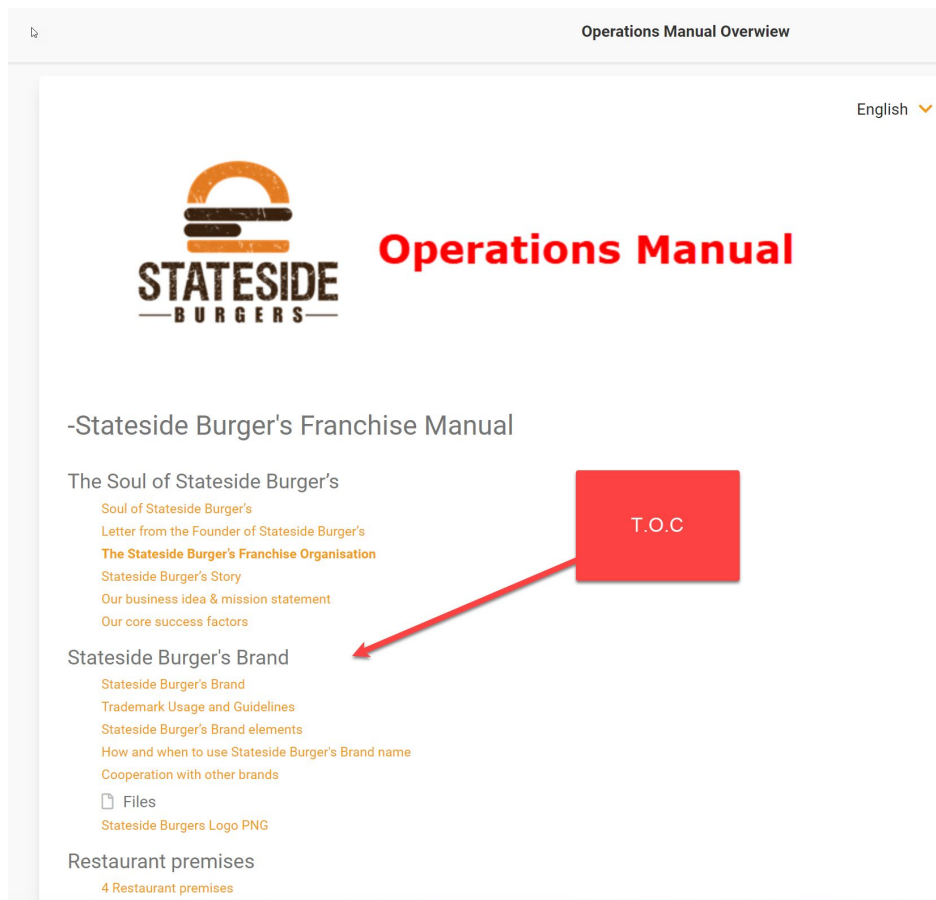 Operations Manual Overwiew
English
STATESIDE
BURGERS
Operations Manual
-Stateside Burger's Franchise Manual
The Soul of Stateside Burger’s
Soul of Stateside Burger’s
Letter from the Founder of Stateside Burger’s
The Stateside Burger’s Franchise Organisation
Stateside Burger’s Story
Our business idea & mission statement
Our core success factors
T.O.C
Stateside Burger's Brand
Stateside Burger's Brand
Trademark Usage and Guidelines
Stateside Burger’s Brand elements
How and when to use Stateside Burger's Brand name
Cooperation with other brands
Files
Stateside Burgers Logo PNG
Restaurant premises
4 Restaurant premises